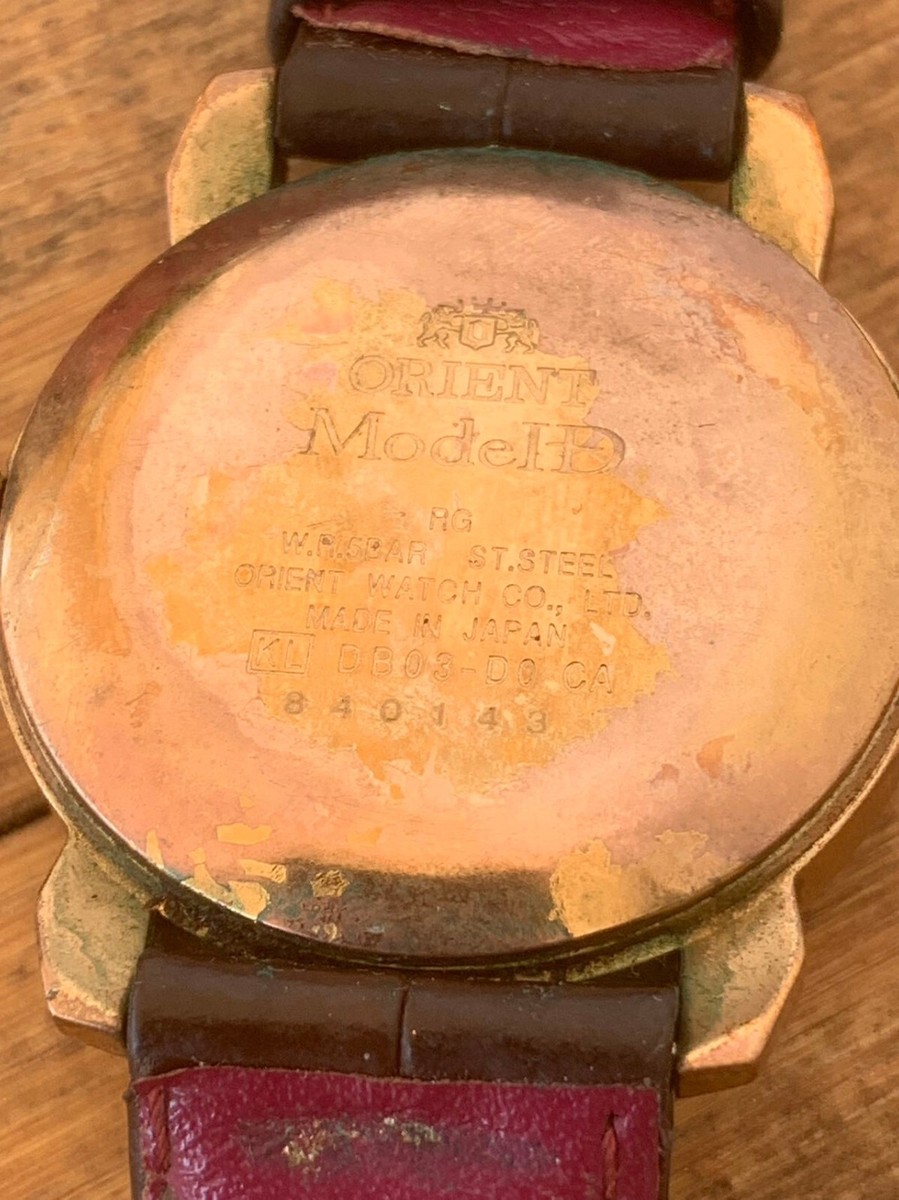 ORIENT
ModelD
RG
W.R.5BAR ST.STEEL
ORIENT WATCH CO., LTD.
MADE IN JAPAN
KL DB03-D0 CA
840143